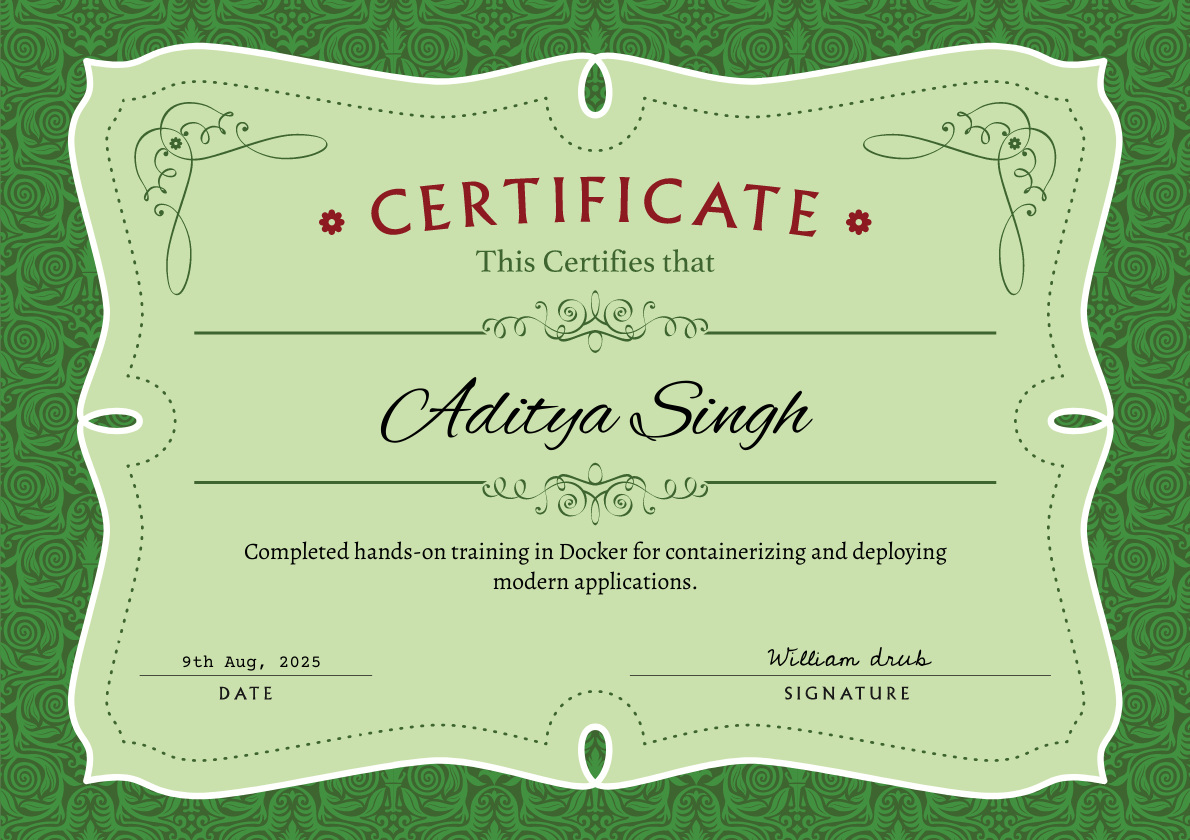 CERTIFICATE
This Certifies that
Aditya Singh
Completed hands-on training in Docker for containerizing and deploying
modern applications.
9th Aug, 2025
William drub
DATE
SIGNATURE